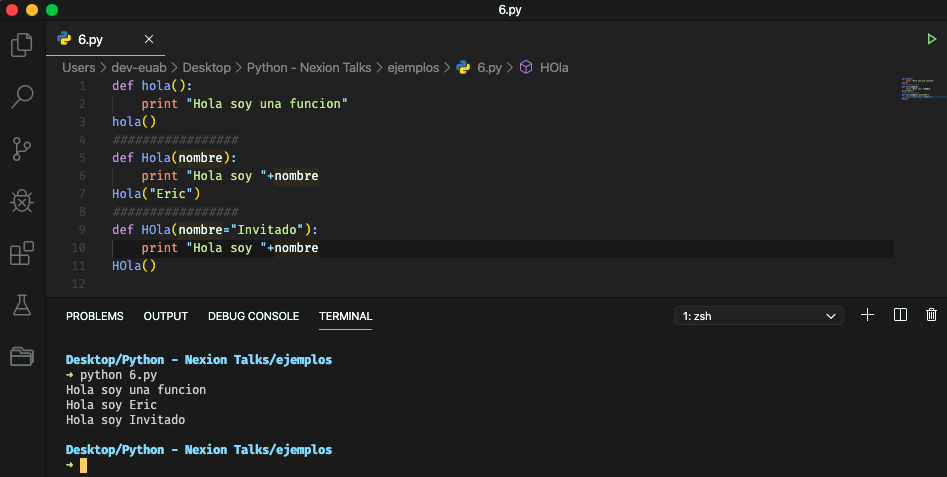 6.py
6.py
Users > dev-euab > Desktop > Python - Nexion Talks > ejemplos > 6.py > HOla
1 def hola():
2     print "Hola soy una funcion"
3 hola()
4 #################
5 def Hola(nombre):
6     print "Hola soy "+nombre
7 Hola("Eric")
8 #################
9 def HOla(nombre="Invitado"):
10     print "Hola soy "+nombre
11 HOla()
12
PROBLEMS OUTPUT DEBUG CONSOLE TERMINAL 1: zsh
Desktop/Python - Nexion Talks/ejemplos
➜ python 6.py
Hola soy una funcion
Hola soy Eric
Hola soy Invitado
Desktop/Python - Nexion Talks/ejemplos
➜